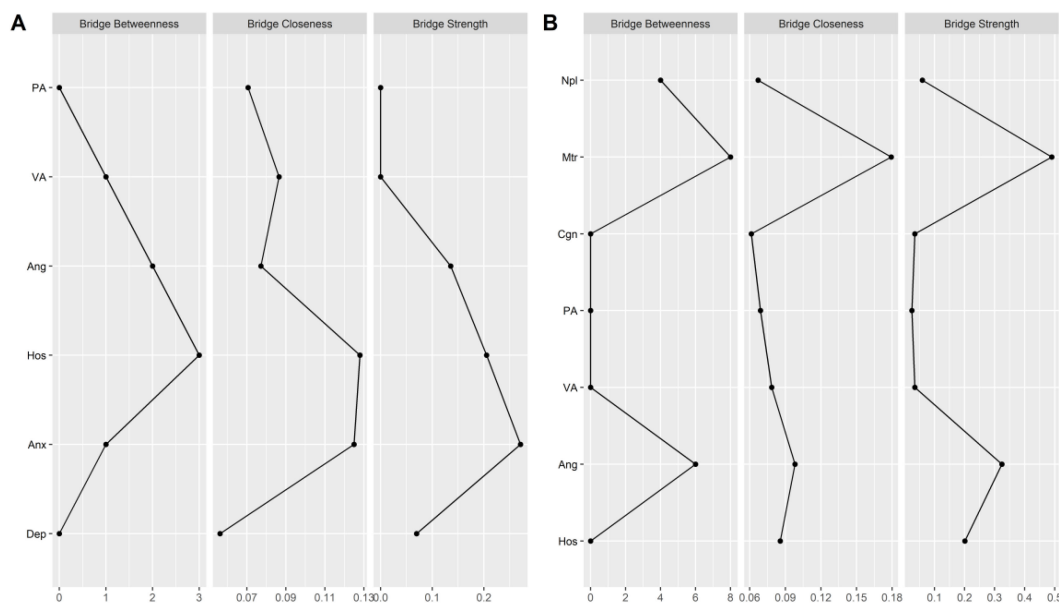 A
Bridge Betweenness Bridge Closeness Bridge Strength
PA
VA
Ang
Hos
Anx
Dep
0 1 2 3 0.07 0.09 0.11 0.13 0.0 0.1 0.2
B
Bridge Betweenness Bridge Closeness Bridge Strength
Npl
Mtr
Cgn
PA
VA
Ang
Hos
0 2 4 6 8 0.06 0.09 0.12 0.15 0.18 0.1 0.2 0.3 0.4